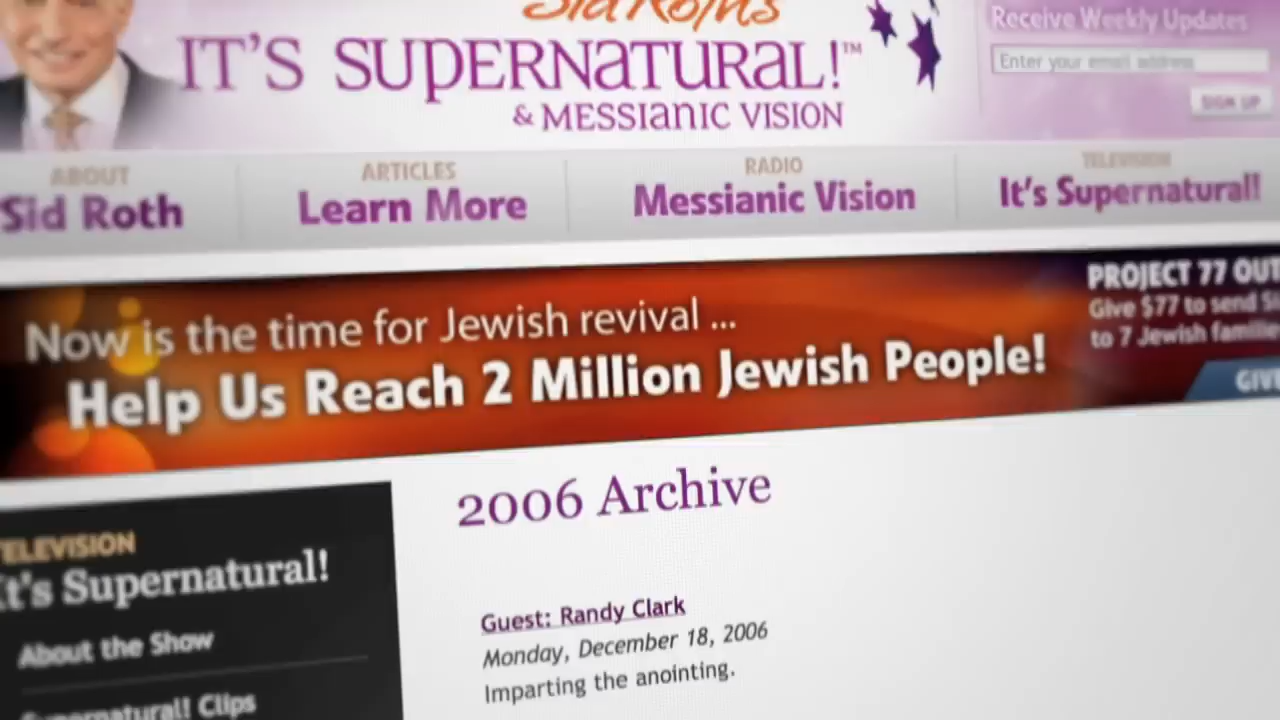 Sid Roth's
IT'S SUPERNATURAL!™
& MESSIANIC VISION
Receive Weekly Updates
Enter your email address
SIGN UP
ABOUT
Sid Roth
ARTICLES
Learn More
RADIO
Messianic Vision
TELEVISION
It's Supernatural!
Now is the time for Jewish revival ...
Help Us Reach 2 Million Jewish People!
PROJECT 77
Give $77 to send
to 7 Jewish
TELEVISION
It's Supernatural!
About the Show
Supernatural! Clips
2006 Archive
Guest: Randy Clark
Monday, December 18, 2006
Imparting the anointing.